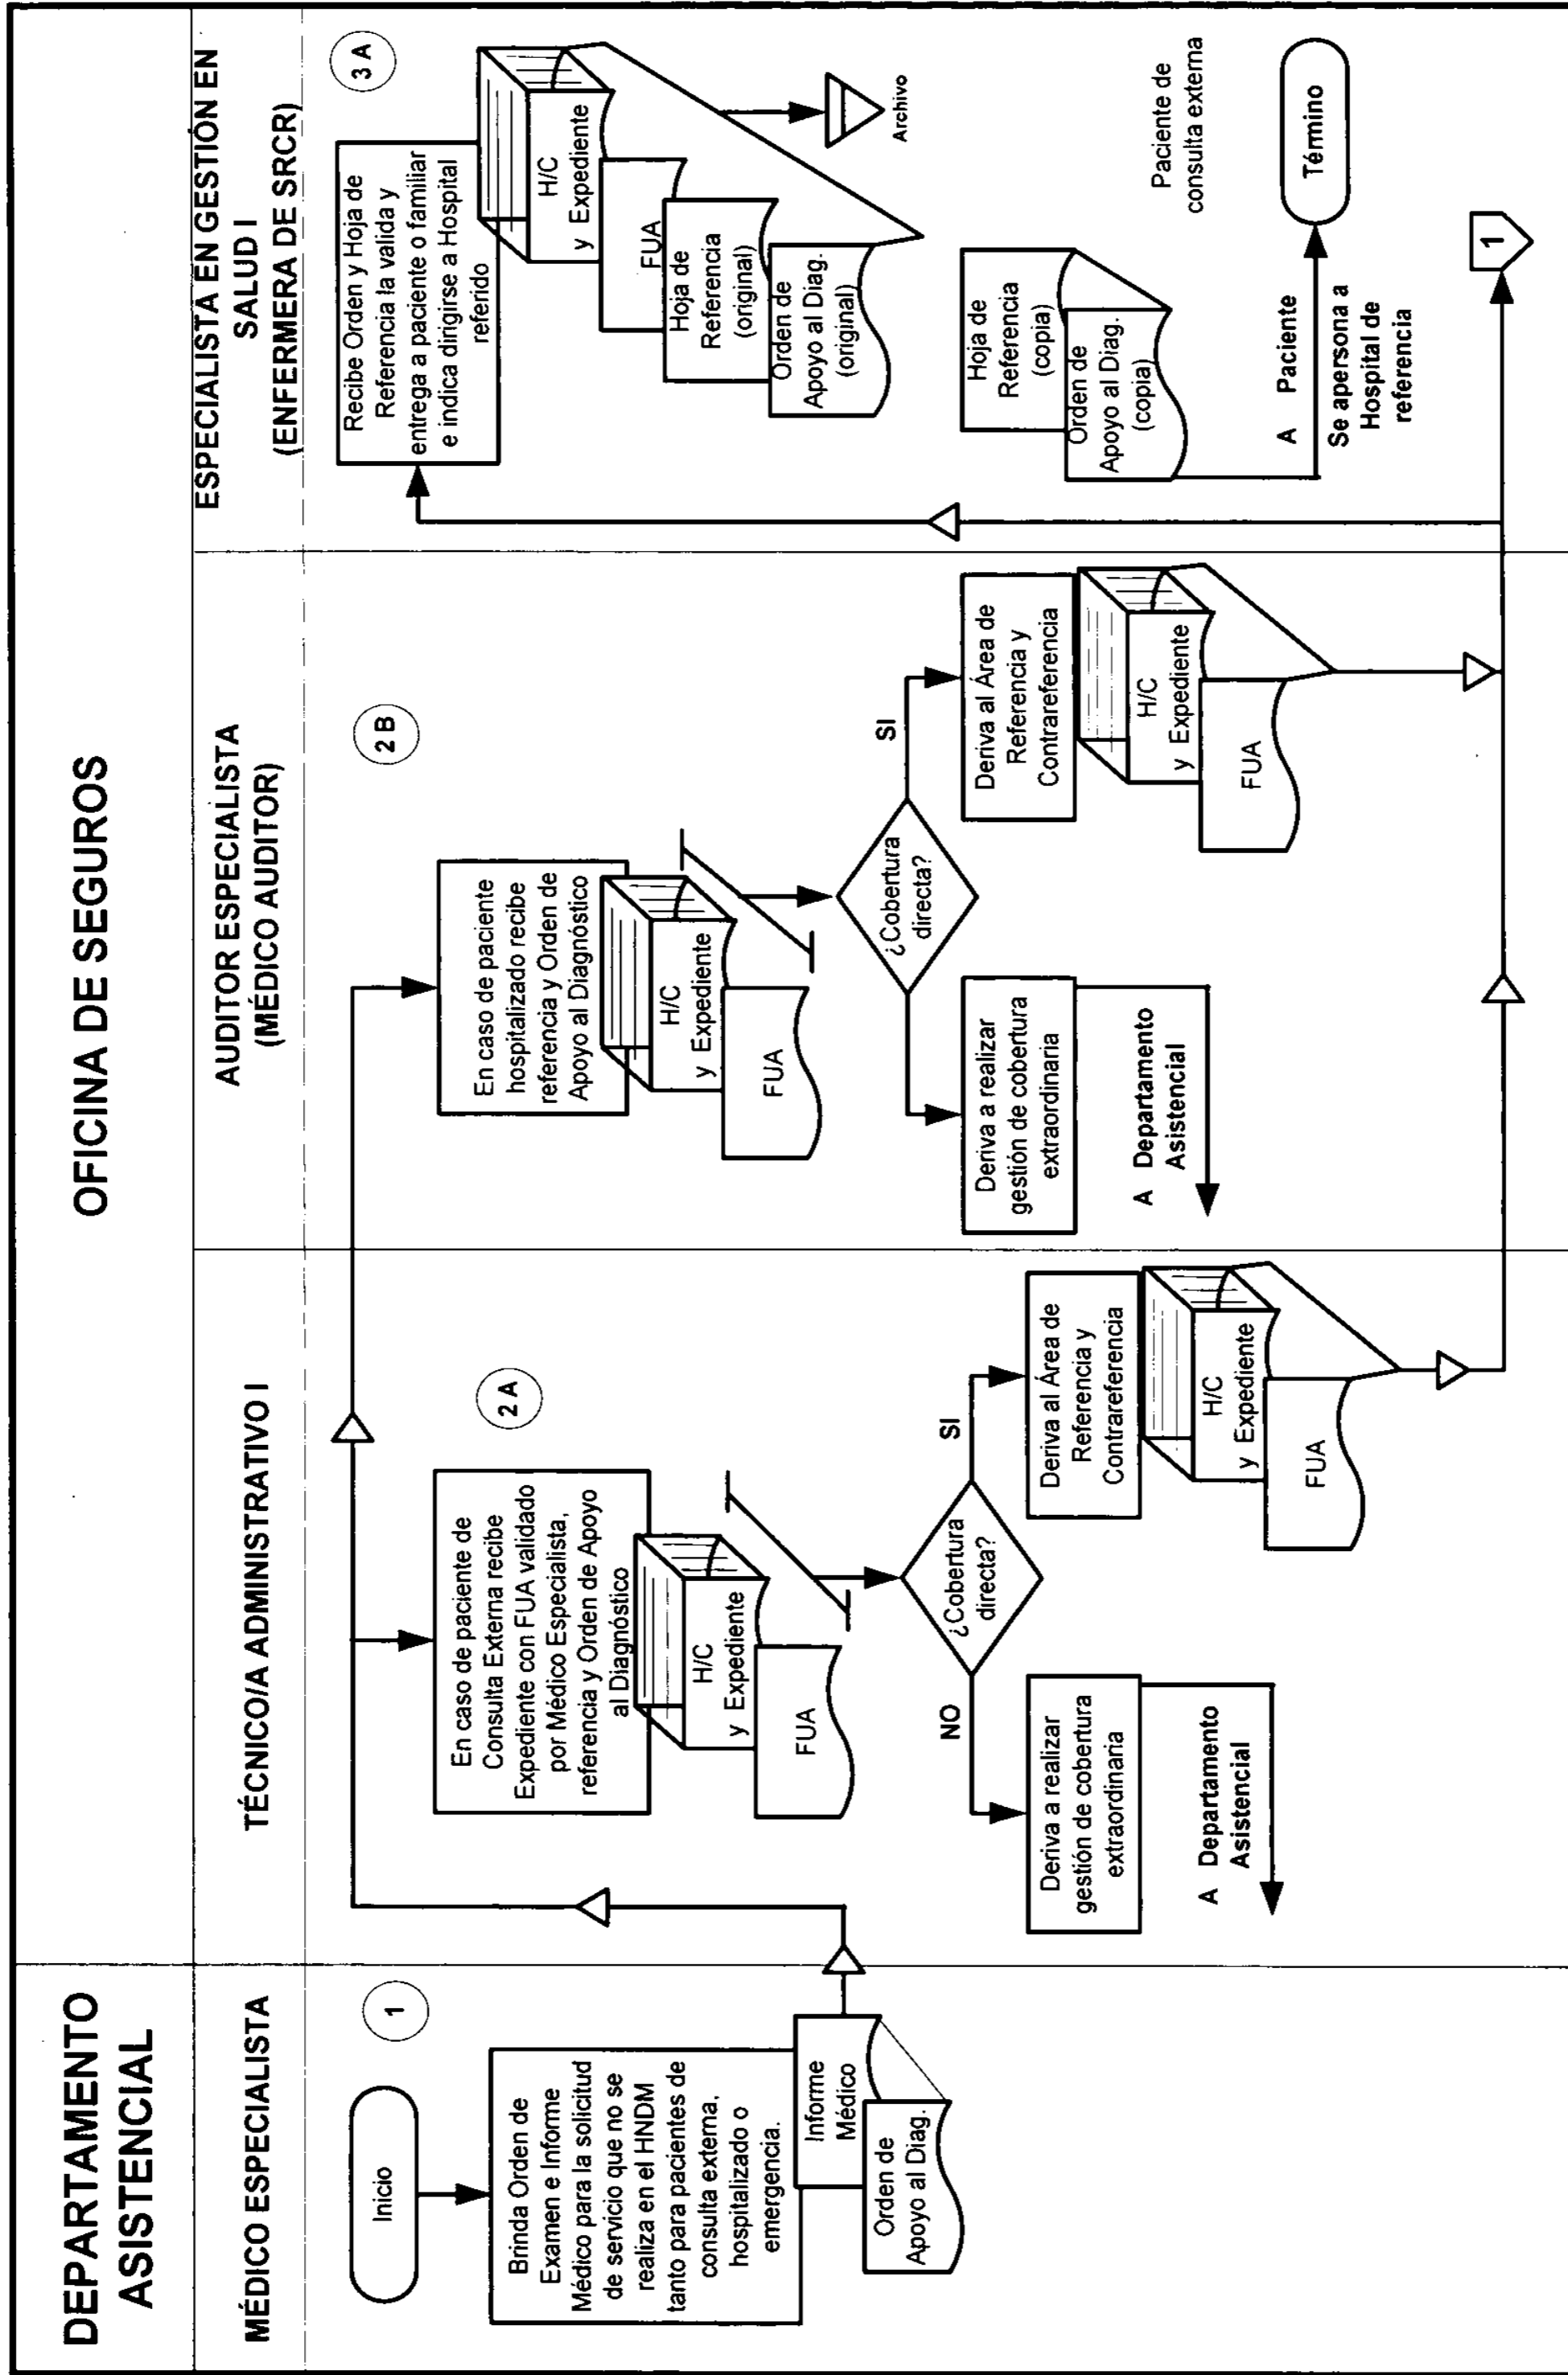 DEPARTAMENTO
ASISTENCIAL
OFICINA DE SEGUROS
MÉDICO ESPECIALISTA
TÉCNICO/A ADMINISTRATIVO I
AUDITOR ESPECIALISTA
(MÉDICO AUDITOR)
ESPECIALISTA EN GESTIÓN EN
SALUD I
(ENFERMERA DE SRCR)
Inicio
1
Brinda Orden de
Examen e Informe
Médico para la solicitud
de servicio que no se
realiza en el HNDM
tanto para pacientes de
consulta externa,
hospitalizado o
emergencia.
Informe
Médico
Orden de
Apoyo al Diag.
2 A
En caso de paciente de
Consulta Externa recibe
Expediente con FUA validado
por Médico Especialista,
referencia y Orden de Apoyo
al Diagnóstico
H/C
y Expediente
FUA
¿Cobertura
directa?
NO
SI
Deriva a realizar
gestión de cobertura
extraordinaria
A Departamento
Asistencial
Deriva al Área de
Referencia y
Contrareferencia
H/C
y Expediente
FUA
2 B
En caso de paciente
hospitalizado recibe
referencia y Orden de
Apoyo al Diagnóstico
H/C
y Expediente
FUA
¿Cobertura
directa?
SI
Deriva a realizar
gestión de cobertura
extraordinaria
A Departamento
Asistencial
Deriva al Área de
Referencia y
Contrareferencia
H/C
y Expediente
FUA
3 A
Recibe Orden y Hoja de
Referencia la valida y
entrega a paciente o familiar
e indica dirigirse a Hospital
referido
H/C
y Expediente
FUA
Hoja de
Referencia
(original)
Orden de
Apoyo al Diag.
(original)
Archivo
Hoja de
Referencia
(copia)
Orden de
Apoyo al Diag.
(copia)
Paciente de
consulta externa
A Paciente
Se apersona a
Hospital de
referencia
Término
1